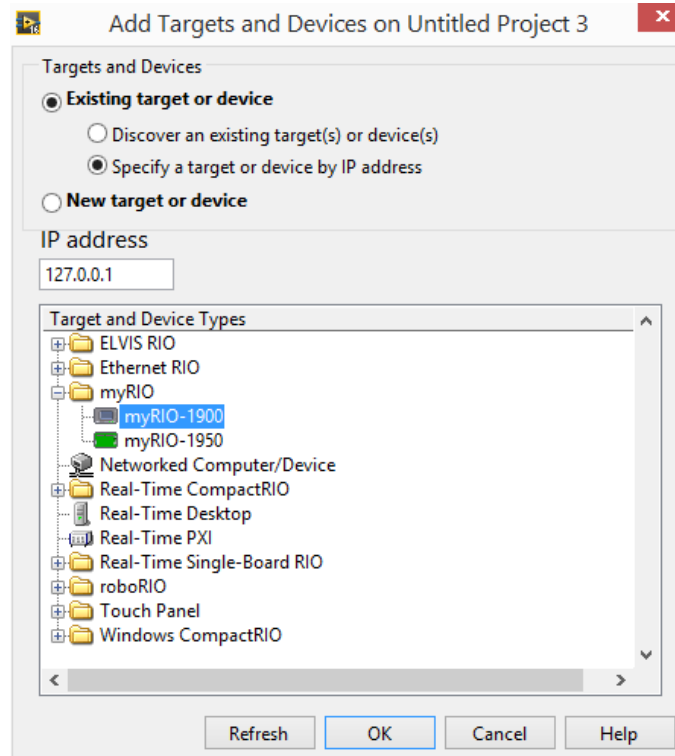 Add Targets and Devices on Untitled Project 3
Targets and Devices
Existing target or device
Discover an existing target(s) or device(s)
Specify a target or device by IP address
New target or device
IP address
127.0.0.1
Target and Device Types
ELVIS RIO
Ethernet RIO
myRIO
myRIO-1900
myRIO-1950
Networked Computer/Device
Real-Time CompactRIO
Real-Time Desktop
Real-Time PXI
Real-Time Single-Board RIO
roboRIO
Touch Panel
Windows CompactRIO
Refresh OK Cancel Help